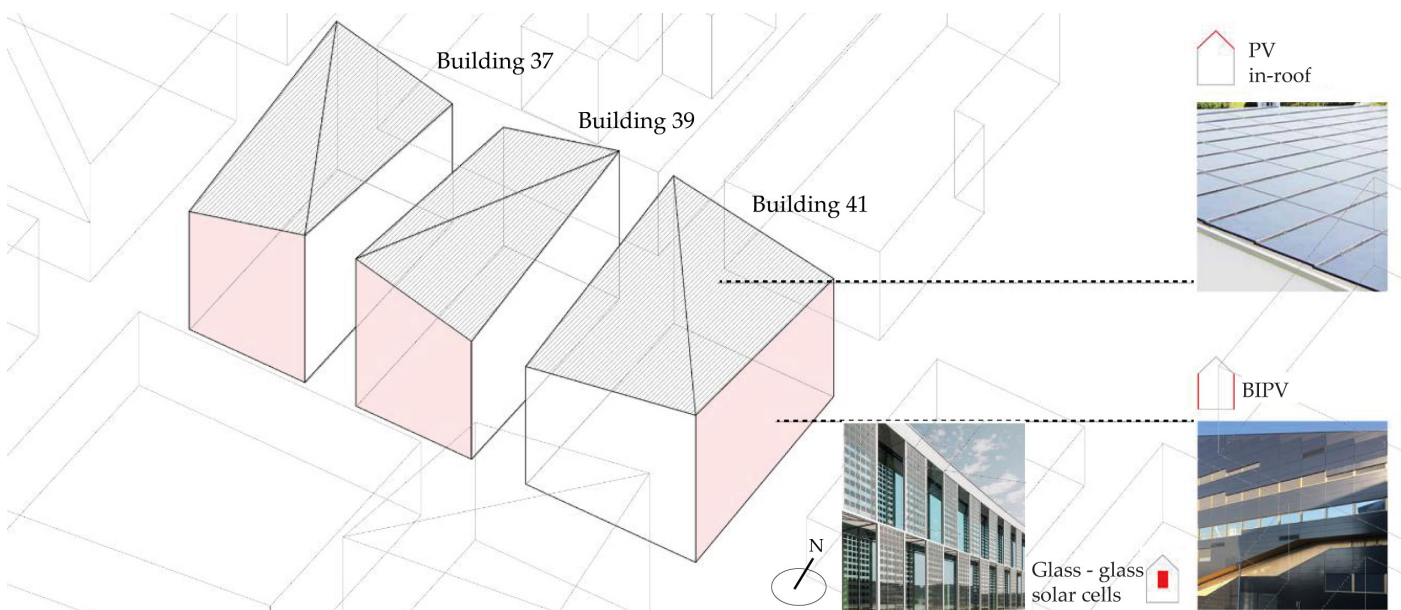 Building 37
Building 39
Building 41
PV
in-roof
BIPV
N
Glass - glass
solar cells